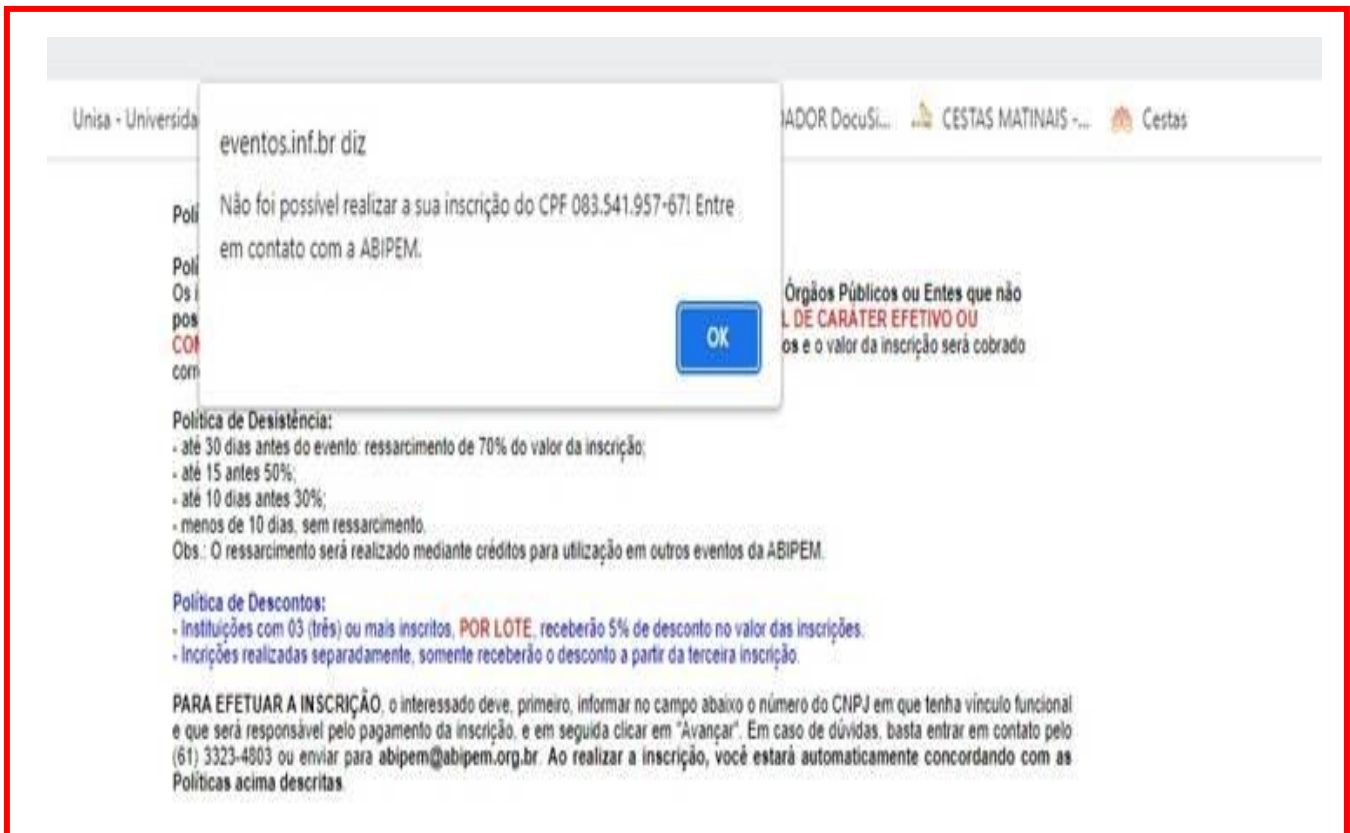 Unisa - Universida
ADOR DocuSi... CESTAS MATINAIS -... Cestas
eventos.inf.br diz
Não foi possível realizar a sua inscrição do CPF 083.541.957-67! Entre
em contato com a ABIPEM.
OK
Polí
Polí
Os i
pos
CON
com
Órgãos Públicos ou Entes que não
L DE CARÁTER EFETIVO OU
os e o valor da inscrição será cobrado
Política de Desistência:
- até 30 dias antes do evento: ressarcimento de 70% do valor da inscrição;
- até 15 antes 50%;
- até 10 dias antes 30%;
- menos de 10 dias, sem ressarcimento.
Obs.: O ressarcimento será realizado mediante créditos para utilização em outros eventos da ABIPEM.
Política de Descontos:
- Instituições com 03 (três) ou mais inscritos, POR LOTE, receberão 5% de desconto no valor das inscrições.
- Incrições realizadas separadamente, somente receberão o desconto a partir da terceira inscrição.
PARA EFETUAR A INSCRIÇÃO, o interessado deve, primeiro, informar no campo abaixo o número do CNPJ em que tenha vínculo funcional
e que será responsável pelo pagamento da inscrição, e em seguida clicar em "Avançar". Em caso de dúvidas, basta entrar em contato pelo
(61) 3323-4803 ou enviar para abipem@abipem.org.br. Ao realizar a inscrição, você estará automaticamente concordando com as
Políticas acima descritas.